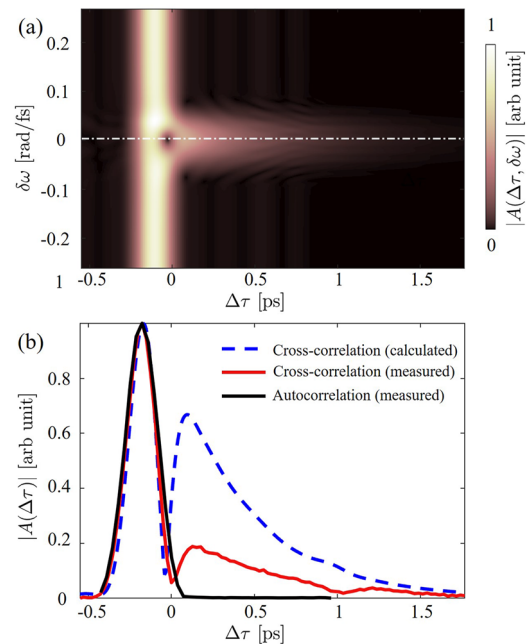 (a)
0.2
0.1
0
-0.1
-0.2
δω [rad/fs]
-0.5
0
0.5
1
1.5
Δτ [ps]
1
0
|A(Δτ, δω)| [arb unit]
1
(b)
0.8
0.6
0.4
0.2
0
|A(Δτ)| [arb unit]
Cross-correlation (calculated)
Cross-correlation (measured)
Autocorrelation (measured)
-0.5
0
0.5
1
1.5
Δτ [ps]